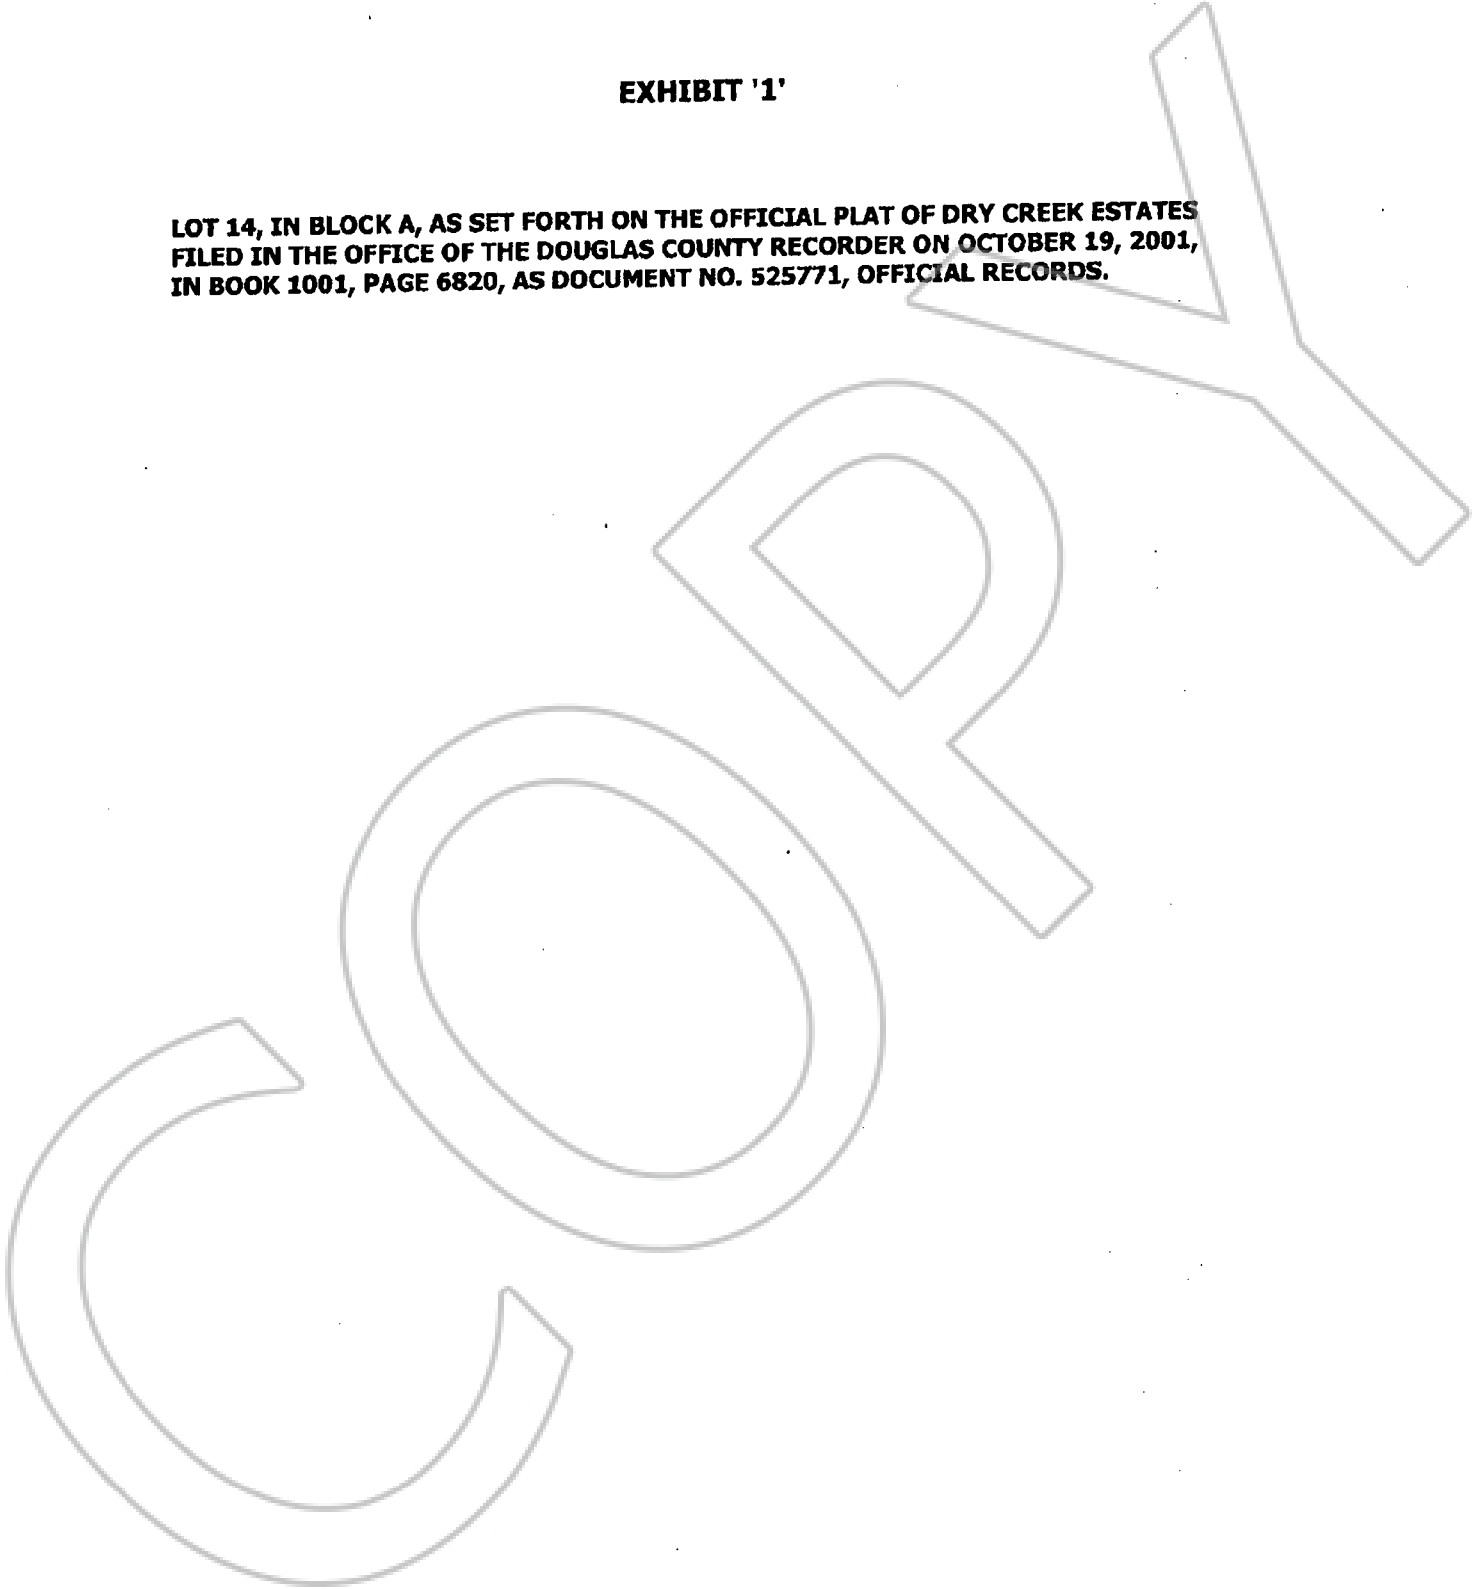 EXHIBIT '1'
LOT 14, IN BLOCK A, AS SET FORTH ON THE OFFICIAL PLAT OF DRY CREEK ESTATES
FILED IN THE OFFICE OF THE DOUGLAS COUNTY RECORDER ON OCTOBER 19, 2001,
IN BOOK 1001, PAGE 6820, AS DOCUMENT NO. 525771, OFFICIAL RECORDS.
COPY